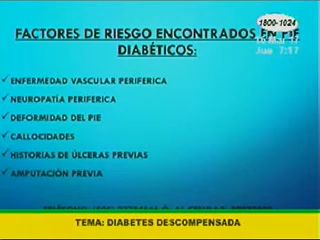 1800-1024
FACTORES DE RIESGO ENCONTRADOS EN PIE
DIABÉTICOS:
Jue 7:17
✓ENFERMEDAD VASCULAR PERIFERICA
✓NEUROPATÍA PERIFERICA
✓DEFORMIDAD DEL PIE
✓CALLOCIDADES
✓HISTORIAS DE ÚLCERAS PREVIAS
✓AMPUTACIÓN PREVIA
TEMA: DIABETES DESCOMPENSADA